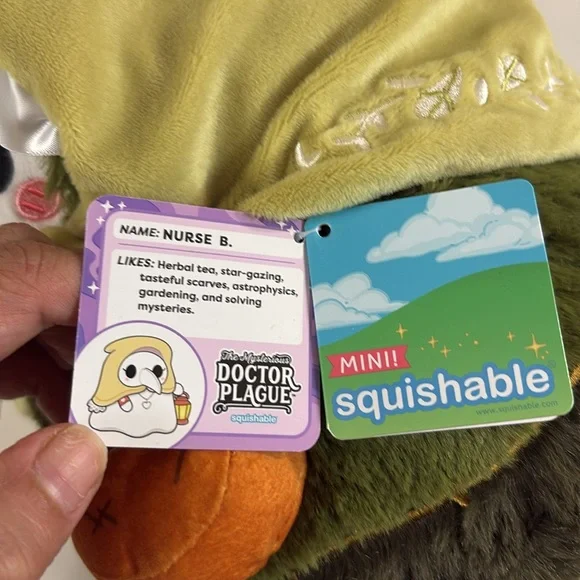 NAME: NURSE B.
LIKES: Herbal tea, star-gazing,
tasteful scarves, astrophysics,
gardening, and solving
mysteries.
The Mysterious
DOCTOR
PLAGUE
squishable
MINI!
squishable
www.squishable.com